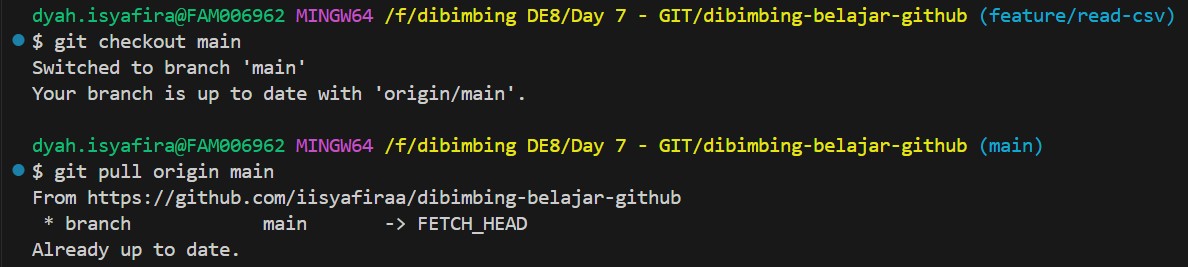 dyah.isyafira@FAM006962 MINGW64 /f/dibimbing DE8/Day 7 - GIT/dibimbing-belajar-github (feature/read-csv)
$ git checkout main
Switched to branch 'main'
Your branch is up to date with 'origin/main'.
dyah.isyafira@FAM006962 MINGW64 /f/dibimbing DE8/Day 7 - GIT/dibimbing-belajar-github (main)
$ git pull origin main
From https://github.com/iisyafiraa/dibimbing-belajar-github
 * branch            main       -> FETCH_HEAD
Already up to date.